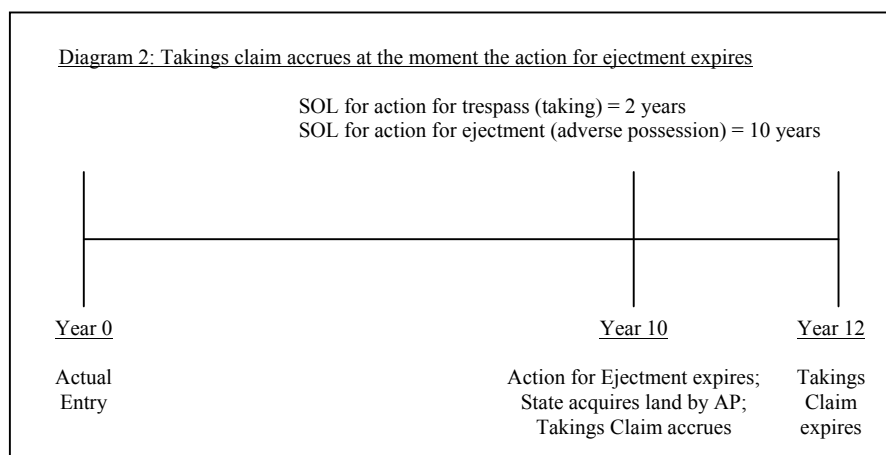 Diagram 2: Takings claim accrues at the moment the action for ejectment expires
SOL for action for trespass (taking) = 2 years
SOL for action for ejectment (adverse possession) = 10 years
Year 0
Year 10
Year 12
Actual
Entry
Action for Ejectment expires;
State acquires land by AP;
Takings Claim accrues
Takings
Claim
expires